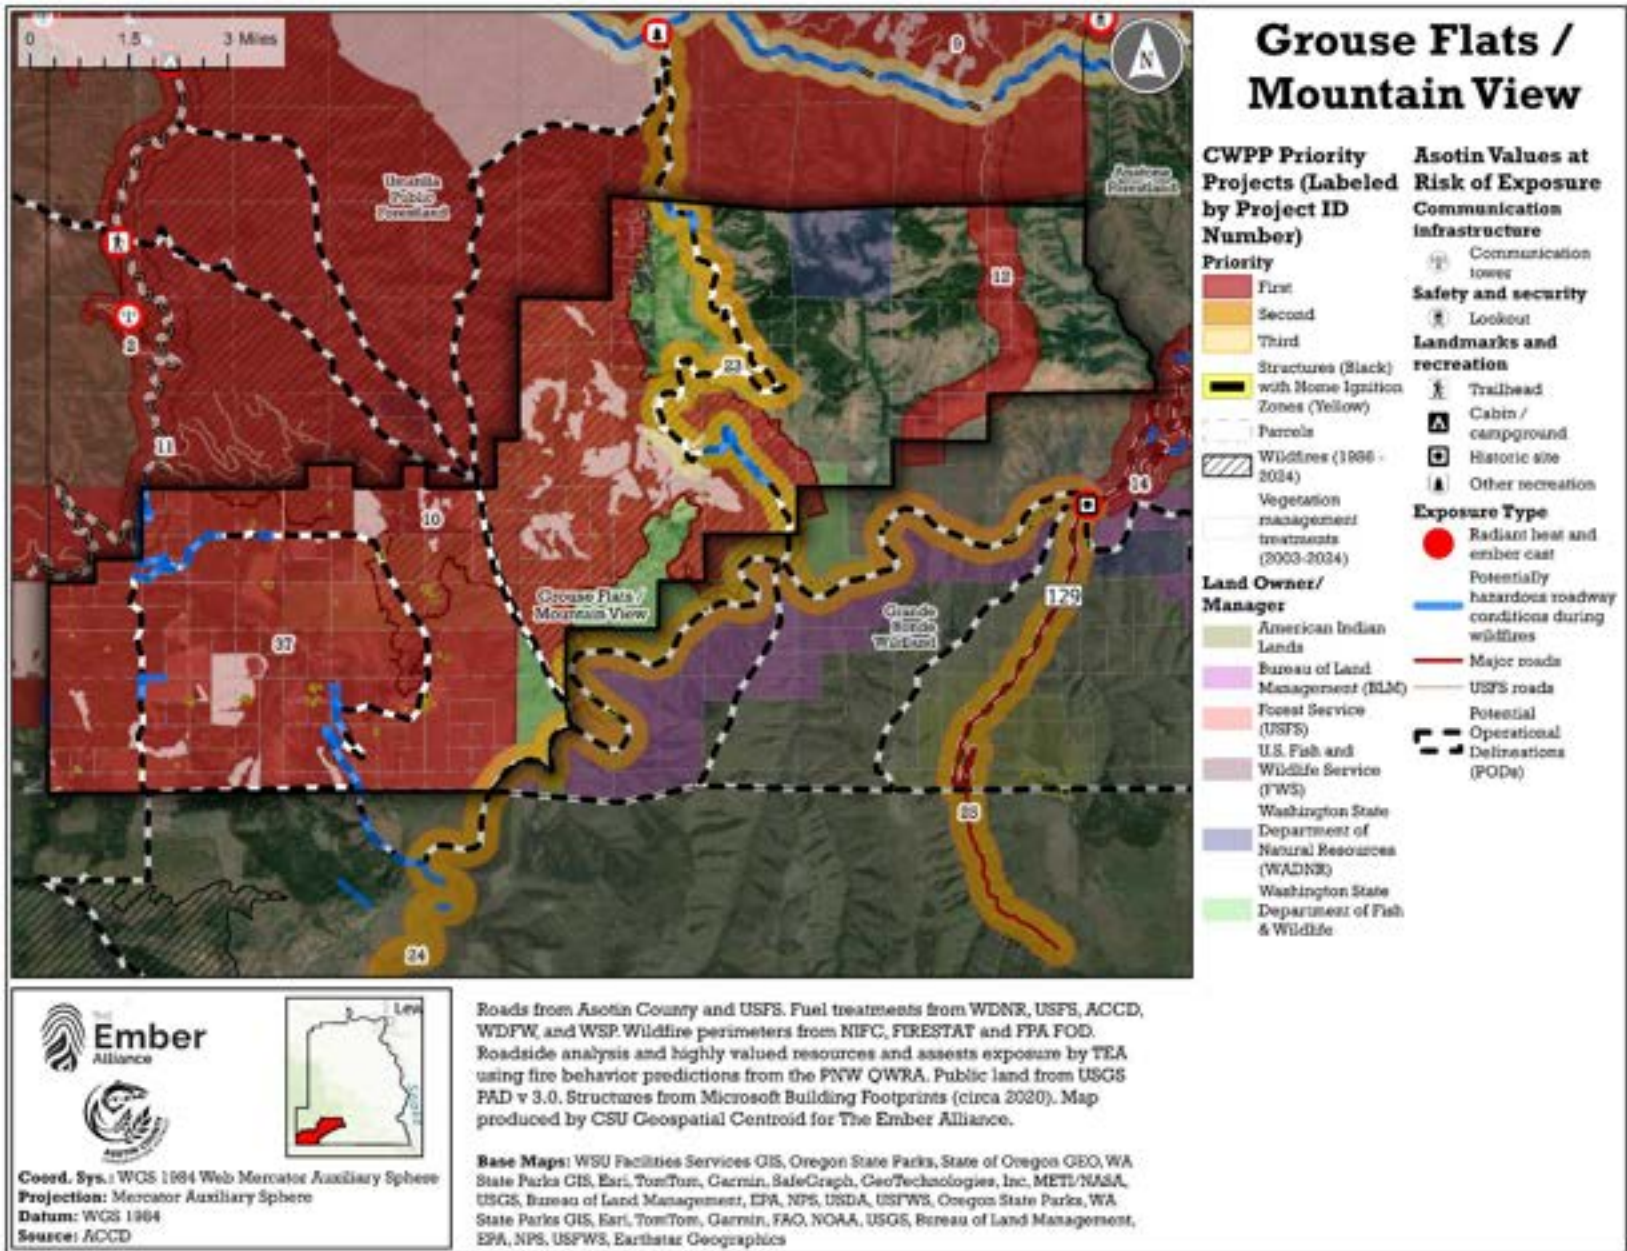 Grouse Flats /
Mountain View
0 1.5 3 Miles
N
9
Umatilla
Public
Forestland
Anatone
Forestland
12
2
23
11
10
14
Grouse Flats /
Mountain View
Grande
Ronde
Wildland
129
37
25
24
CWPP Priority
Projects (Labeled
by Project ID
Number)
Priority
First
Second
Third
Structures (Black)
with Home Ignition
Zones (Yellow)
Parcels
Wildfires (1986 -
2024)
Vegetation
management
treatments
(2003-2024)
Land Owner/
Manager
American Indian
Lands
Bureau of Land
Management (BLM)
Forest Service
(USFS)
U.S. Fish and
Wildlife Service
(FWS)
Washington State
Department of
Natural Resources
(WADNR)
Washington State
Department of Fish
& Wildlife
Asotin Values at
Risk of Exposure
Communication
infrastructure
Communication
tower
Safety and security
Lookout
Landmarks and
recreation
Trailhead
Cabin /
campground
Historic site
Other recreation
Exposure Type
Radiant heat and
ember cast
Potentially
hazardous roadway
conditions during
wildfires
Major roads
USFS roads
Potential
Operational
Delineations
(PODs)
THE
Ember
Alliance
ASOTIN COUNTY
Lew
Coord. Sys.: WGS 1984 Web Mercator Auxiliary Sphere
Projection: Mercator Auxiliary Sphere
Datum: WGS 1984
Source: ACCD
Roads from Asotin County and USFS. Fuel treatments from WDNR, USFS, ACCD,
WDFW, and WSP. Wildfire perimeters from NIFC, FIRESTAT and FPA FOD.
Roadside analysis and highly valued resources and assests exposure by TEA
using fire behavior predictions from the PNW QWRA. Public land from USGS
PAD v 3.0. Structures from Microsoft Building Footprints (circa 2020). Map
produced by CSU Geospatial Centroid for The Ember Alliance.
Base Maps: WSU Facilities Services GIS, Oregon State Parks, State of Oregon GEO, WA
State Parks GIS, Esri, TomTom, Garmin, SafeGraph, GeoTechnologies, Inc, METI/NASA,
USGS, Bureau of Land Management, EPA, NPS, USDA, USFWS, Oregon State Parks, WA
State Parks GIS, Esri, TomTom, Garmin, FAO, NOAA, USGS, Bureau of Land Management,
EPA, NPS, USFWS, Earthstar Geographics